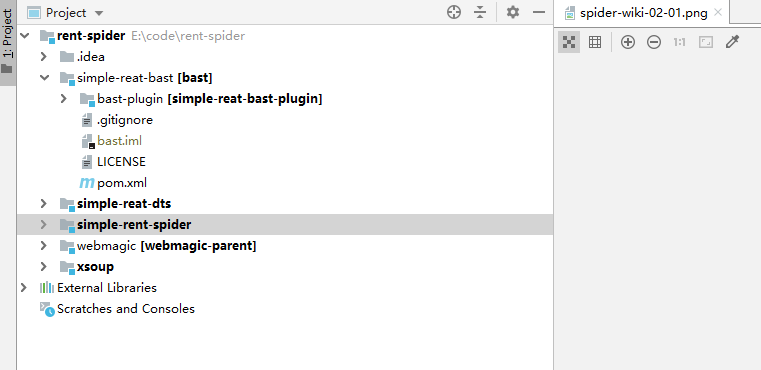 Project
spider-wiki-02-01.png
1: Project
rent-spider E:\code\rent-spider
.idea
simple-reat-bast [bast]
bast-plugin [simple-reat-bast-plugin]
.gitignore
bast.iml
LICENSE
pom.xml
simple-reat-dts
simple-rent-spider
webmagic [webmagic-parent]
xsoup
External Libraries
Scratches and Consoles
1:1